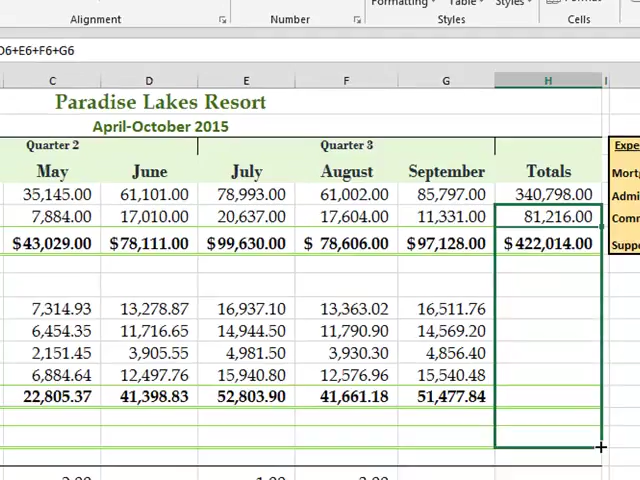 Formatting Table Styles Format
Alignment Number Styles Cells
D6+E6+F6+G6
C D E F G H I
Paradise Lakes Resort
April-October 2015
Quarter 2 Quarter 3
May June July August September Totals
35,145.00 61,101.00 78,993.00 61,002.00 85,797.00 340,798.00
7,884.00 17,010.00 20,637.00 17,604.00 11,331.00 81,216.00
$43,029.00 $78,111.00 $99,630.00 $ 78,606.00 $97,128.00 $422,014.00
7,314.93 13,278.87 16,937.10 13,363.02 16,511.76
6,454.35 11,716.65 14,944.50 11,790.90 14,569.20
2,151.45 3,905.55 4,981.50 3,930.30 4,856.40
6,884.64 12,497.76 15,940.80 12,576.96 15,540.48
22,805.37 41,398.83 52,803.90 41,661.18 51,477.84
Expe
Mortg
Admi
Comm
Suppo